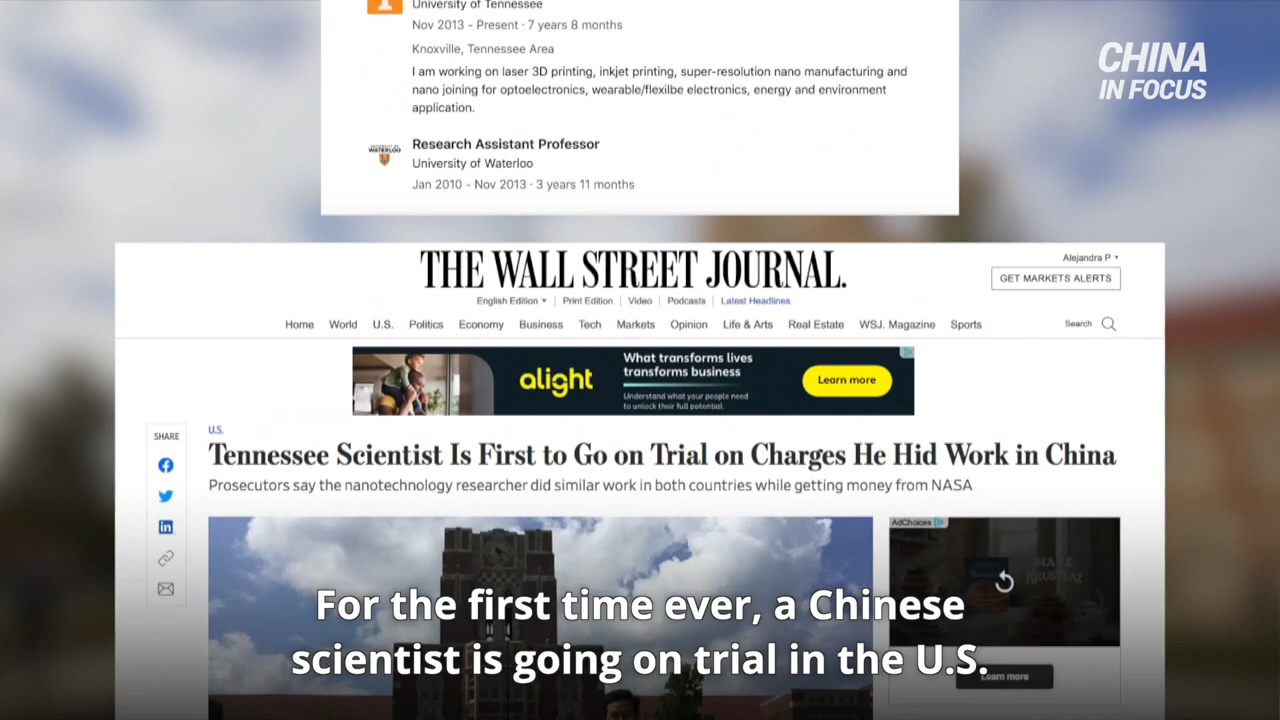 University of Tennessee
Nov 2013 - Present · 7 years 8 months
Knoxville, Tennessee Area
I am working on laser 3D printing, inkjet printing, super-resolution nano manufacturing and
nano joining for optoelectronics, wearable/flexilbe electronics, energy and environment
application.
CHINA
IN FOCUS
WATERLOO
Research Assistant Professor
University of Waterloo
Jan 2010 - Nov 2013 · 3 years 11 months
THE WALL STREET JOURNAL.
Alejandra P
GET MARKETS ALERTS
English Edition Print Edition Video Podcasts Latest Headlines
Home World U.S. Politics Economy Business Tech Markets Opinion Life & Arts Real Estate WSJ. Magazine Sports Search
alight
What transforms lives
transforms business
Understand what your people need
to unlock their full potential.
Learn more
SHARE
U.S.
Tennessee Scientist Is First to Go on Trial on Charges He Hid Work in China
Prosecutors say the nanotechnology researcher did similar work in both countries while getting money from NASA
AdChoices
For the first time ever, a Chinese
scientist is going on trial in the U.S.
Learn more